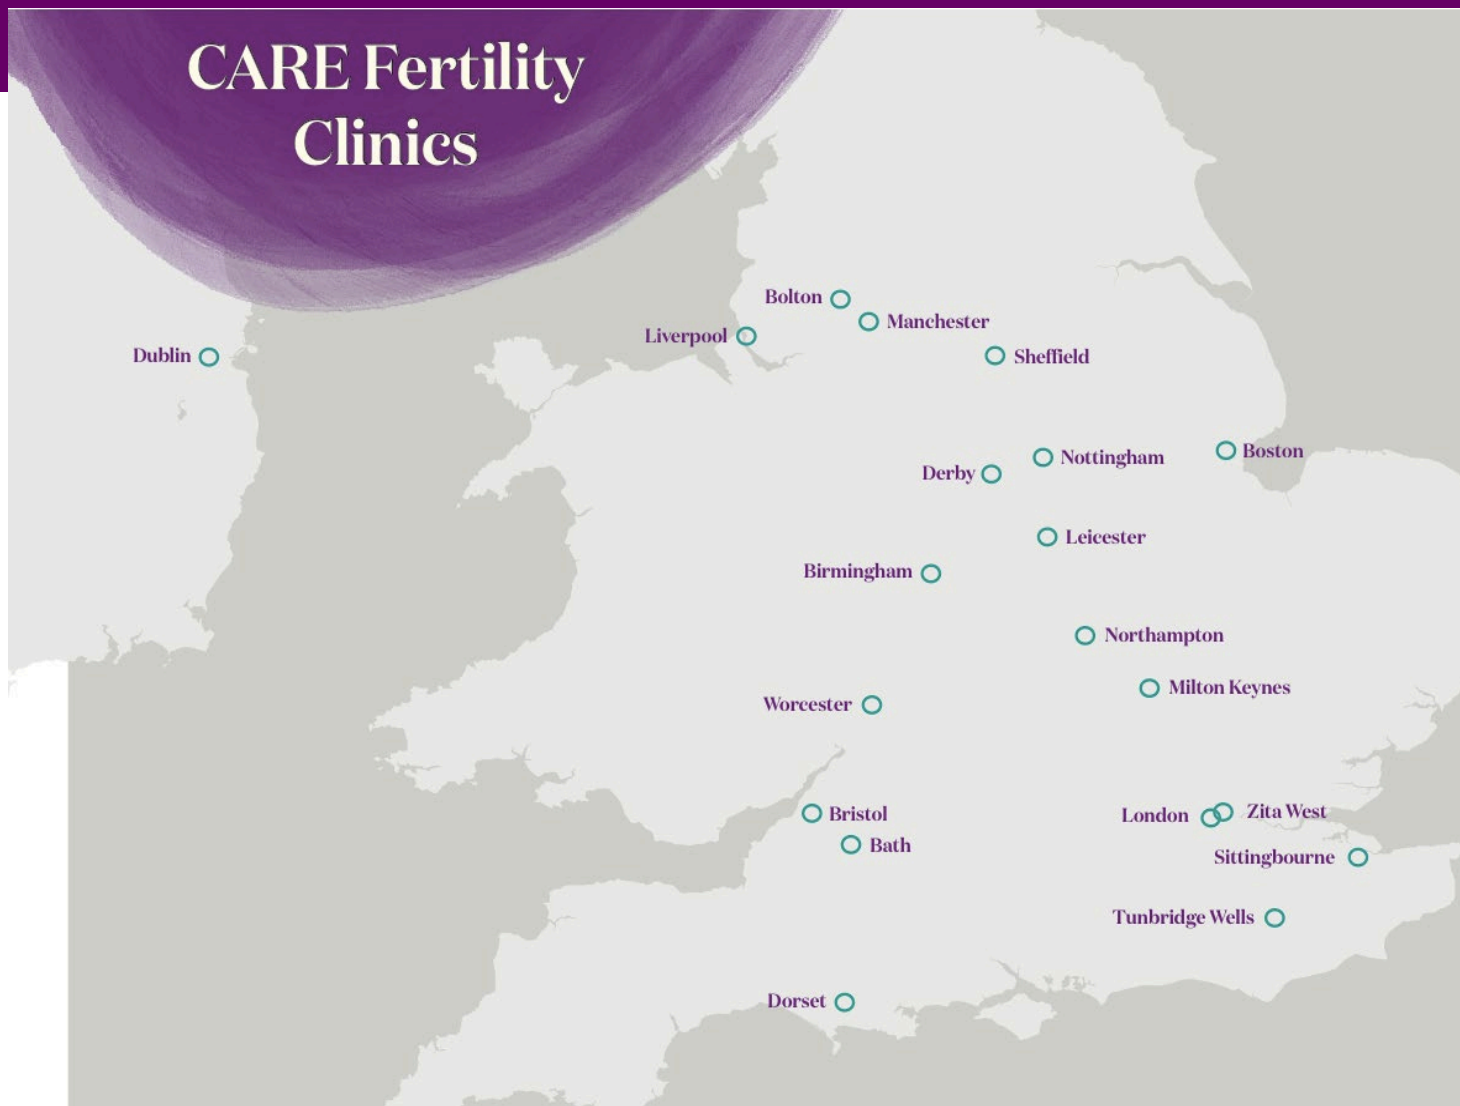 CARE Fertility
Clinics
Bolton
Manchester
Liverpool
Dublin
Sheffield
Boston
Nottingham
Derby
Leicester
Birmingham
Northampton
Milton Keynes
Worcester
Bristol
London
Zita West
Bath
Sittingbourne
Tunbridge Wells
Dorset